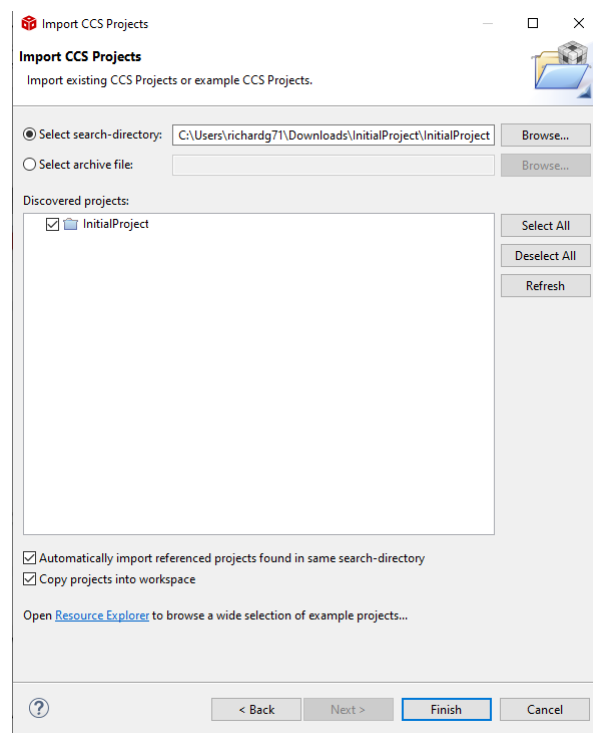 Import CCS Projects
Import CCS Projects
Import existing CCS Projects or example CCS Projects.
Select search-directory: C:\Users\richardg71\Downloads\InitialProject\InitialProject Browse...
Select archive file: Browse...
Discovered projects:
InitialProject
Select All
Deselect All
Refresh
Automatically import referenced projects found in same search-directory
Copy projects into workspace
Open Resource Explorer to browse a wide selection of example projects...
? < Back Next > Finish Cancel